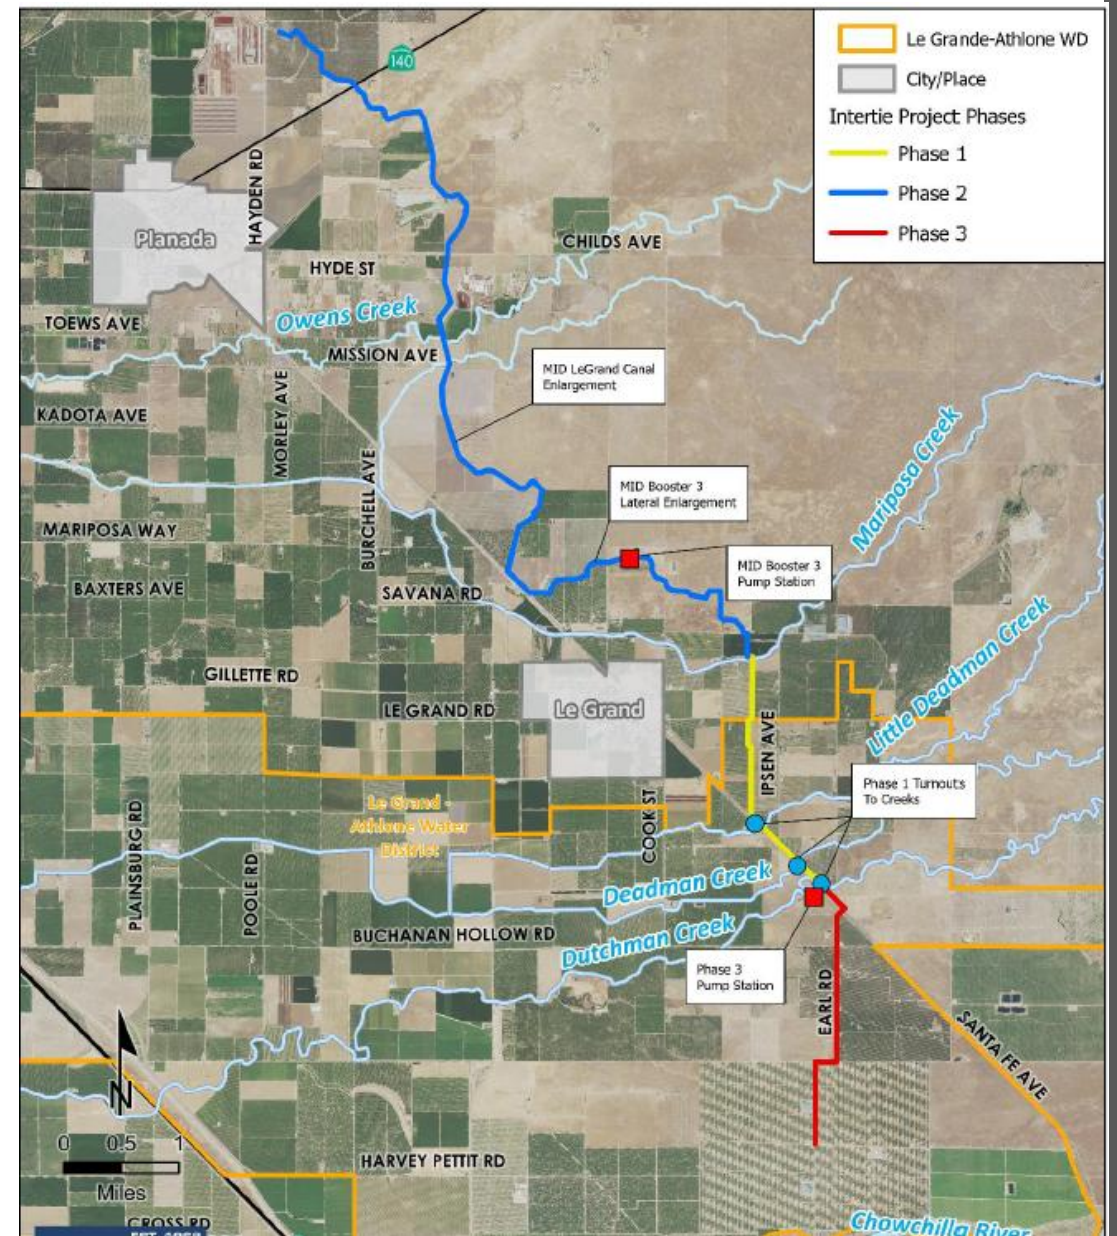 Le Grande-Athlone WD
City/Place
Intertie Project Phases
Phase 1
Phase 2
Phase 3
140
HAYDEN RD
Planada
CHILDS AVE
HYDE ST
Owens Creek
TOEWS AVE
MISSION AVE
MID LeGrand Canal
Enlargement
KADOTA AVE
MORLEY AVE
BURCHELL AVE
Mariposa Creek
MID Booster 3
Lateral Enlargement
MARIPOSA WAY
MID Booster 3
Pump Station
BAXTERS AVE
SAVANA RD
Little Deadman Creek
GILLETTE RD
LE GRAND RD
Le Grand
IPSEN AVE
Phase 1 Turnouts
To Creeks
Le Grand -
Athlone Water
District
COOK ST
PLAINSBURG RD
POOLE RD
Deadman Creek
BUCHANAN HOLLOW RD
Dutchman Creek
Phase 3
Pump Station
EARL RD
SANTA FE AVE
N
0 0.5 1
Miles
HARVEY PETTIT RD
CROSS RD
Chowchilla River